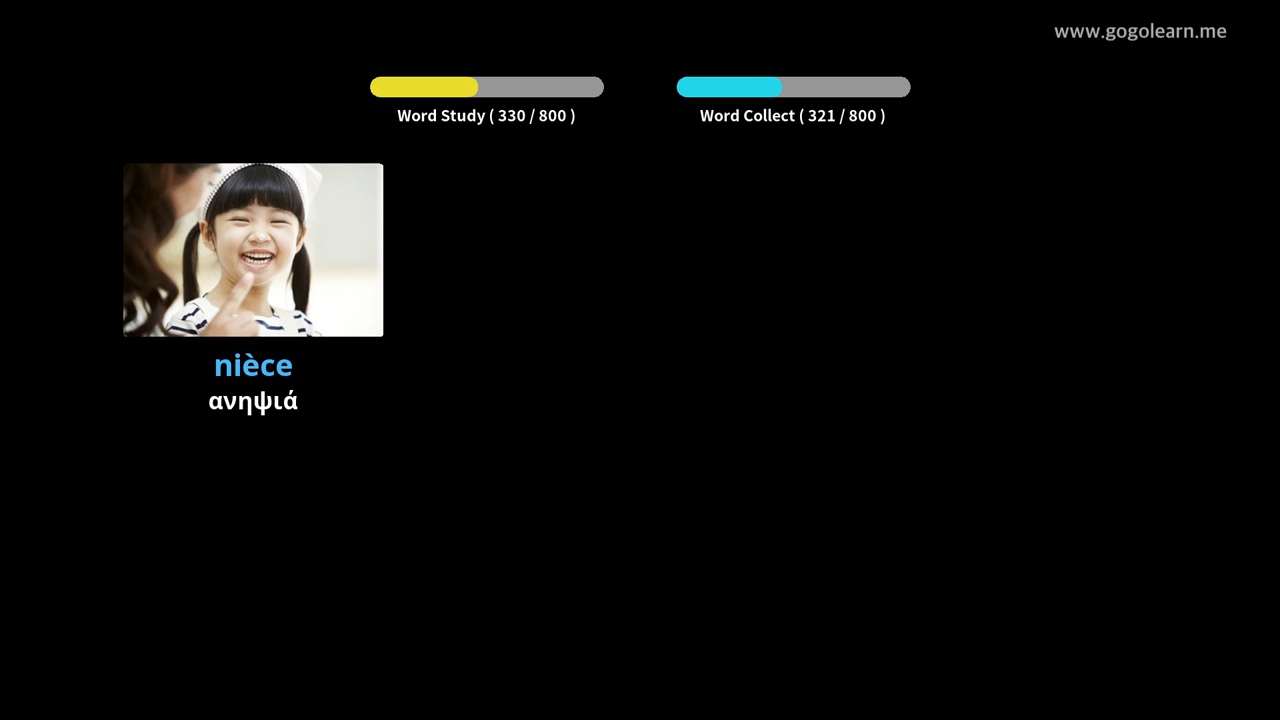 www.gogolearn.me
Word Study ( 330 / 800 )
Word Collect ( 321 / 800 )
nièce
ανηψιά